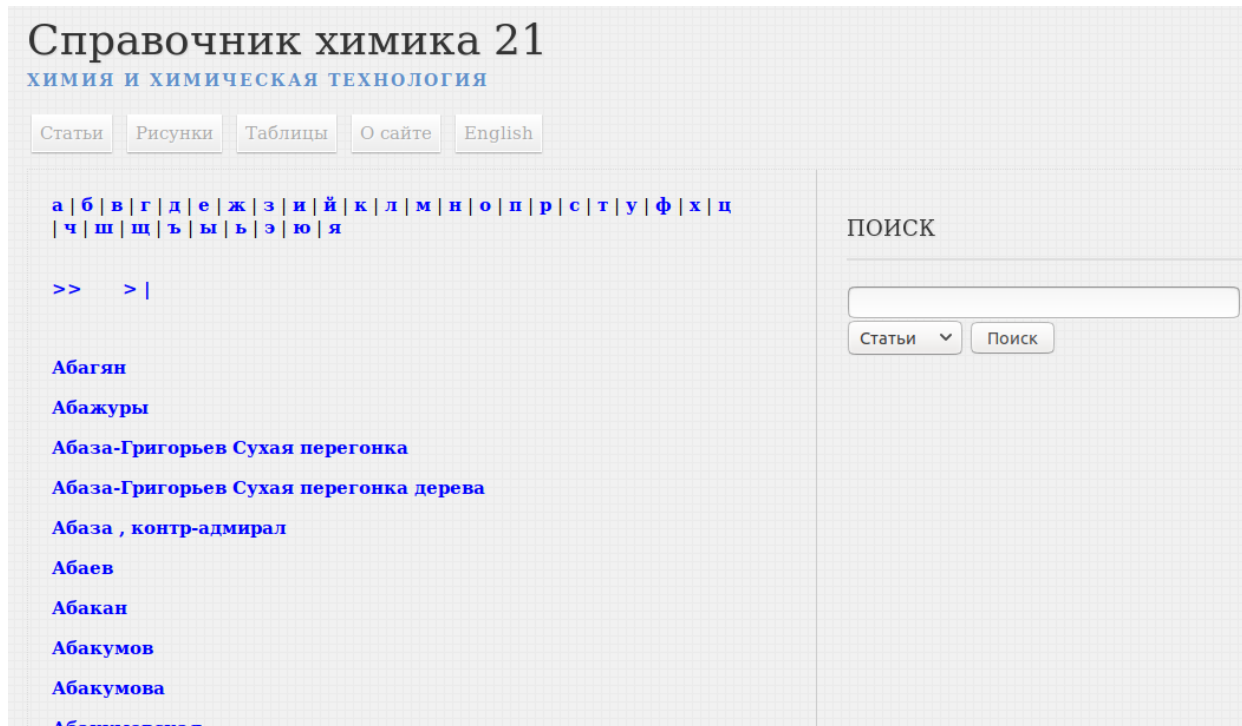 Справочник химика 21
ХИМИЯ И ХИМИЧЕСКАЯ ТЕХНОЛОГИЯ
Статьи Рисунки Таблицы О сайте English
а | б | в | г | д | е | ж | з | и | й | к | л | м | н | о | п | р | с | т | у | ф | х | ц
| ч | ш | щ | ъ | ы | ь | э | ю | я
>> > |
Абагян
Абажуры
Абаза-Григорьев Сухая перегонка
Абаза-Григорьев Сухая перегонка дерева
Абаза , контр-адмирал
Абаев
Абакан
Абакумов
Абакумова
ПОИСК
Статьи Поиск